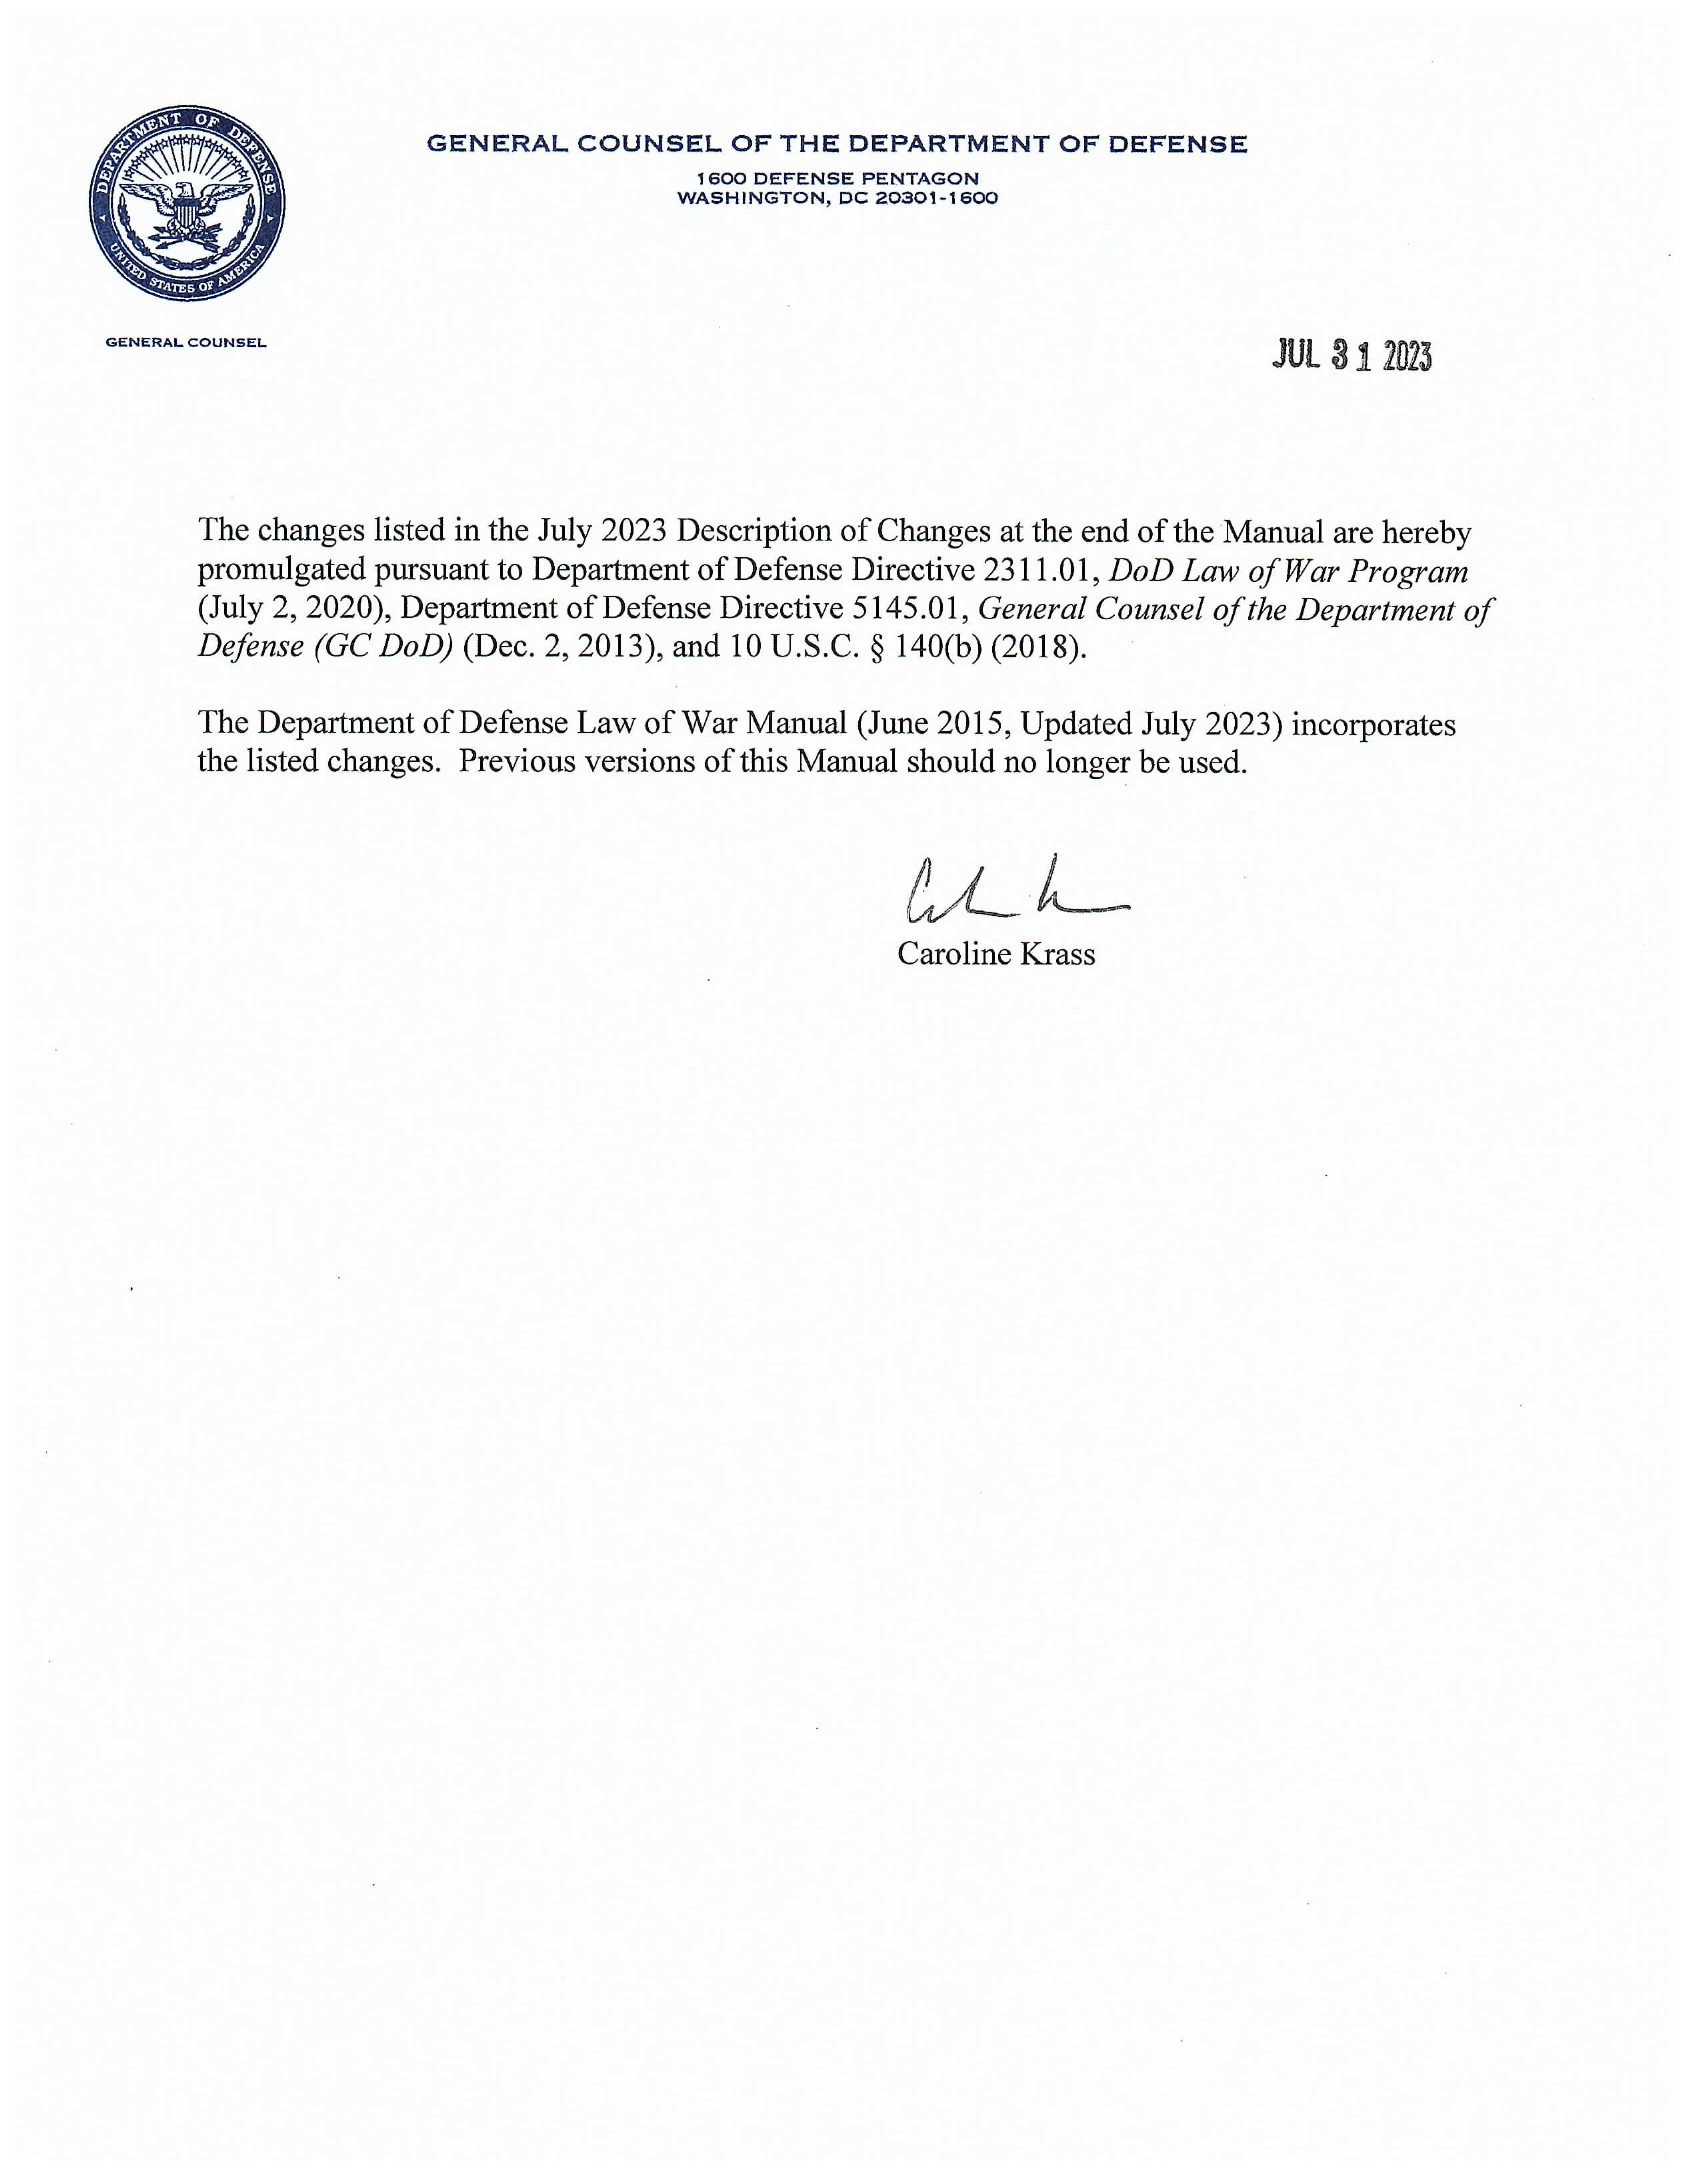 DEPARTMENT OF DEFENSE
UNITED STATES OF AMERICA
GENERAL COUNSEL
GENERAL COUNSEL OF THE DEPARTMENT OF DEFENSE
1600 DEFENSE PENTAGON
WASHINGTON, DC 20301-1600
JUL 31 2023
The changes listed in the July 2023 Description of Changes at the end of the Manual are hereby
promulgated pursuant to Department of Defense Directive 2311.01, DoD Law of War Program
(July 2, 2020), Department of Defense Directive 5145.01, General Counsel of the Department of
Defense (GC DoD) (Dec. 2, 2013), and 10 U.S.C. § 140(b) (2018).
The Department of Defense Law of War Manual (June 2015, Updated July 2023) incorporates
the listed changes.  Previous versions of this Manual should no longer be used.
Caroline Krass